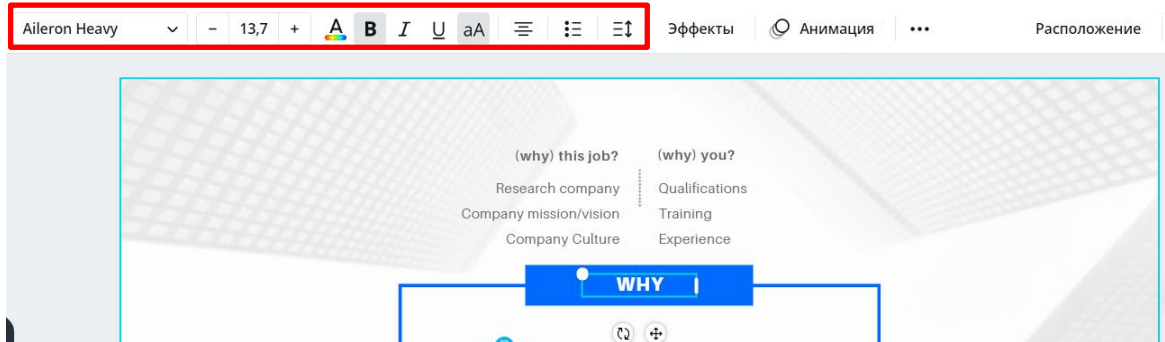 Aileron Heavy – 13,7 + A B I U aA Эффекты Анимация ••• Расположение
(why) this job? (why) you?
Research company Qualifications
Company mission/vision Training
Company Culture Experience
WHY